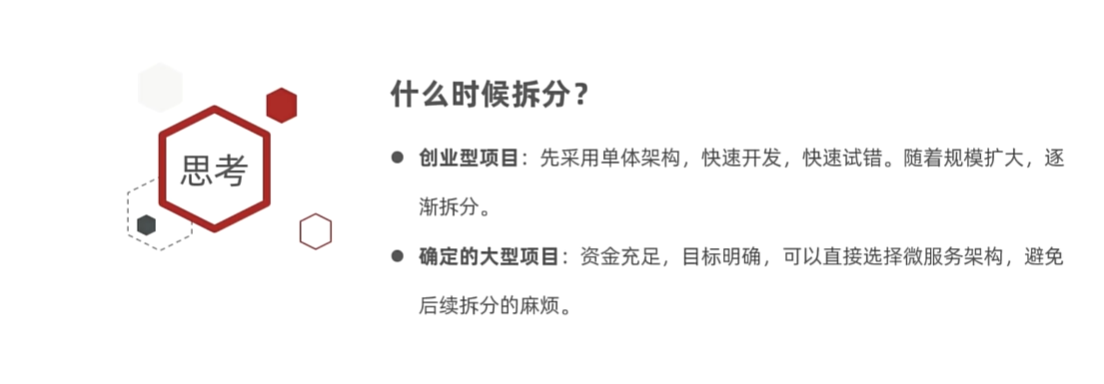 思考
什么时候拆分？
● 创业型项目：先采用单体架构，快速开发，快速试错。随着规模扩大，逐
渐拆分。
● 确定的大型项目：资金充足，目标明确，可以直接选择微服务架构，避免
后续拆分的麻烦。